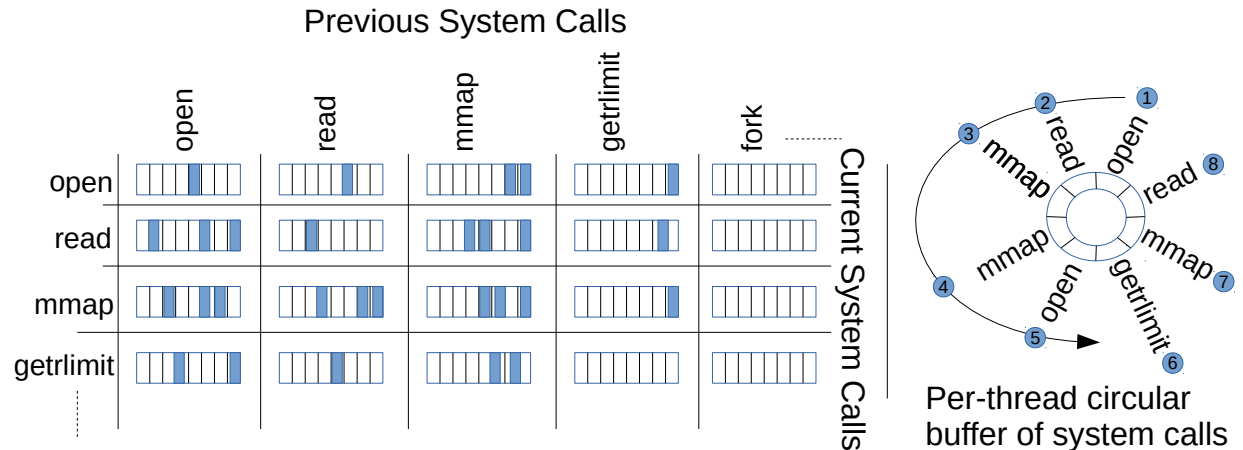 Previous System Calls
open
read
mmap
getrlimit
fork
open
read
mmap
getrlimit
Current System Calls
1
2
3
4
5
6
7
8
open
read
mmap
mmap
open
getrlimit
mmap
read
Per-thread circular
buffer of system calls